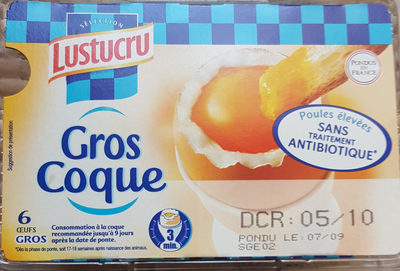 SÉLECTION
LUSTUCRU
PONDUS EN
FRANCE
Poules élevées
SANS
TRAITEMENT
ANTIBIOTIQUE*
Suggestion de présentation
Gros
Coque
6
ŒUFS
GROS
Consommation à la coque
recommandée jusqu'à 9 jours
après la date de ponte.
*Dès la phase de ponte, soit 17-18 semaines après naissance des animaux.
3
min.
DCR: 05/10
PONDU LE: 07/09
SGE02